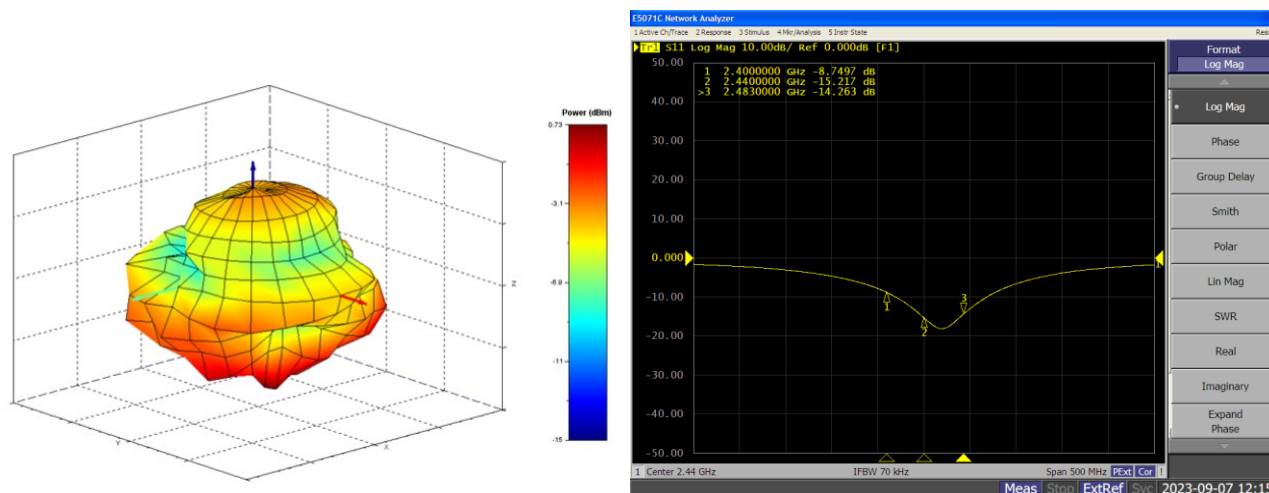 Power (dBm)
0.73
-3.1
-6.9
-11
-15
Z
Y
X
E5071C Network Analyzer
1 Active Ch/Trace 2 Response 3 Stimulus 4 Mkr/Analysis 5 Instr State
Tr1 S11 Log Mag 10.00dB/ Ref 0.000dB [F1]
50.00
1 2.4000000 GHz -8.7497 dB
2 2.4400000 GHz -15.217 dB
>3 2.4830000 GHz -14.263 dB
40.00
30.00
20.00
10.00
0.000
-10.00
-20.00
-30.00
-40.00
-50.00
1
2
3
1
1 Center 2.44 GHz IFBW 70 kHz Span 500 MHz PExt Cor !
Meas Stop ExtRef Svc 2023-09-07 12:15
Format
Log Mag
Log Mag
Phase
Group Delay
Smith
Polar
Lin Mag
SWR
Real
Imaginary
Expand
Phase